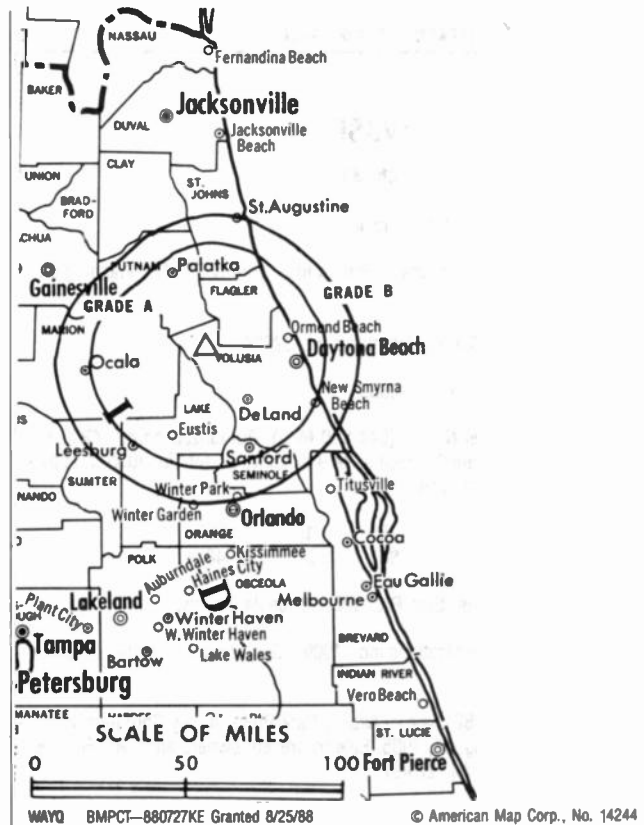 NASSAU
Fernandina Beach
BAKER
Jacksonville
DUVAL
Jacksonville
Beach
CLAY
UNION
ST.
JOHNS
BRAD-
FORD
St. Augustine
CHUA
PUTNAM
Palatka
Gainesville
FLAGLER
GRADE B
GRADE A
MARION
Ormond Beach
Daytona Beach
VOLUSIA
Ocala
New Smyrna
Beach
LAKE
DeLand
Eustis
Leesburg
Sanford
SEMINOLE
SUMTER
Winter Park
Titusville
NANDO
Winter Garden
Orlando
ORANGE
Cocoa
POLK
Kissimmee
Auburndale
Haines City
OSCEOLA
Eau Gallie
Melbourne
Plant City
Lakeland
D
OUGH
Winter Haven
W. Winter Haven
Tampa
BREVARD
Bartow
Lake Wales
INDIAN RIVER
Petersburg
Vero Beach
MANATEE
ST. LUCIE
SCALE OF MILES
Fort Pierce
0 50 100
WAYQ BMPCT—880727KE Granted 8/25/88 © American Map Corp., No. 14244